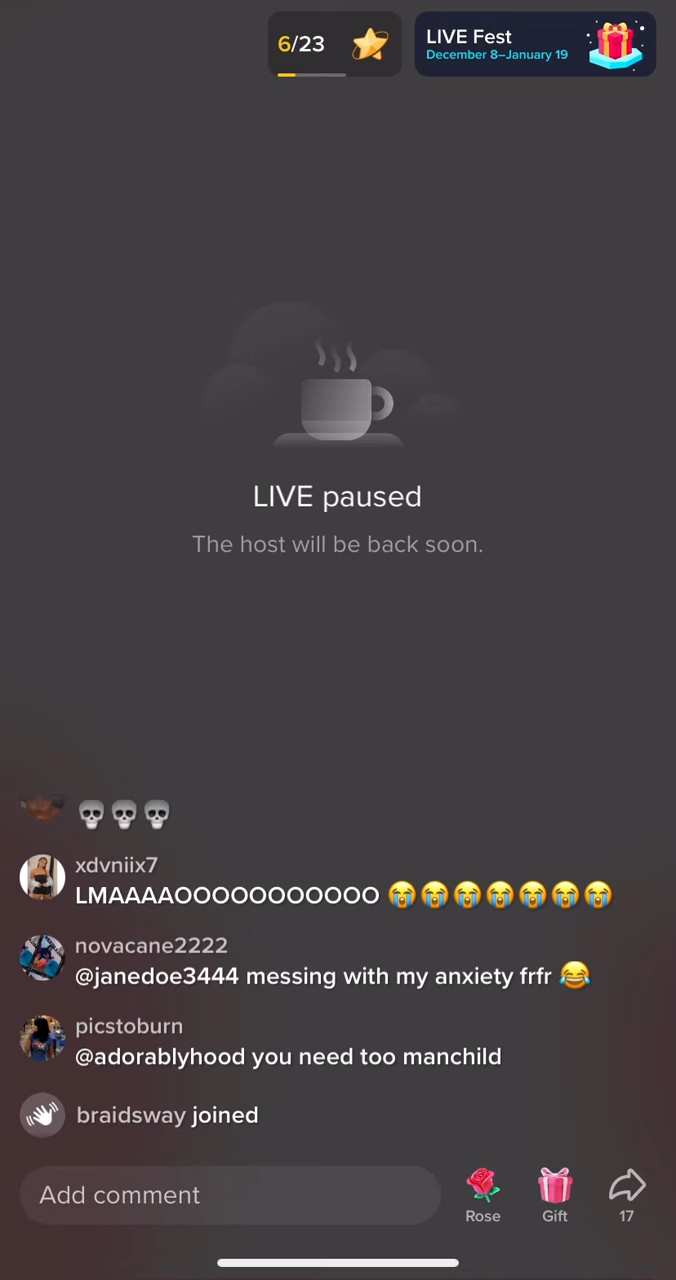 6/23
LIVE Fest
December 8–January 19
LIVE paused
The host will be back soon.
💀💀💀
xdvniix7
LMAAAAOOOOOOOOOOO 😭😭😭😭😭😭😭
novacane2222
@janedoe3444 messing with my anxiety frfr 😂
picstoburn
@adorablyhood you need too manchild
braidsway joined
Add comment
Rose
Gift
17